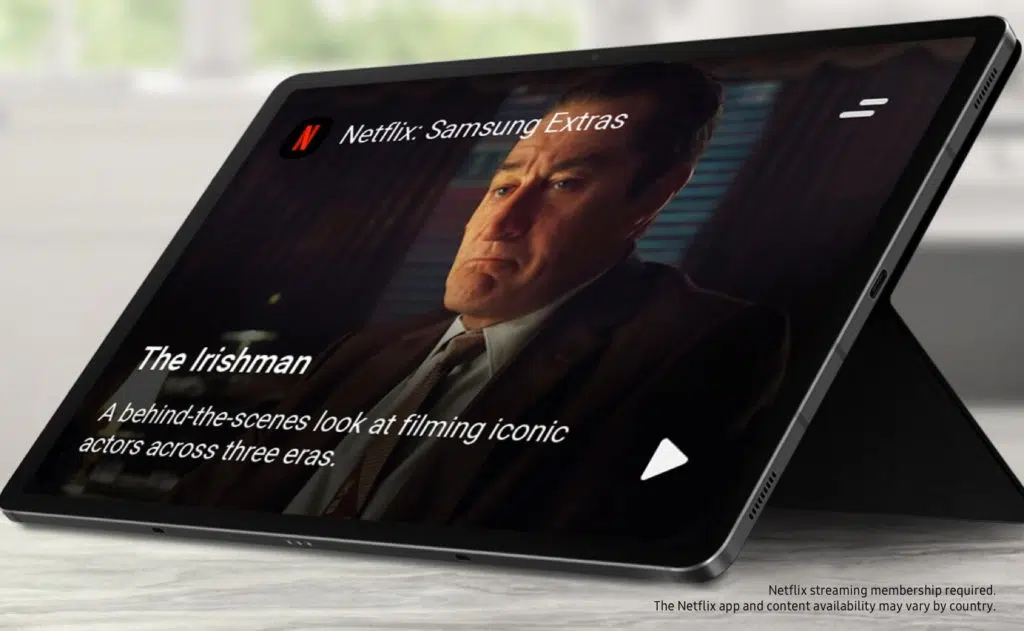 N
Netflix: Samsung Extras
The Irishman
A behind-the-scenes look at filming iconic
actors across three eras.
Netflix streaming membership required.
The Netflix app and content availability may vary by country.